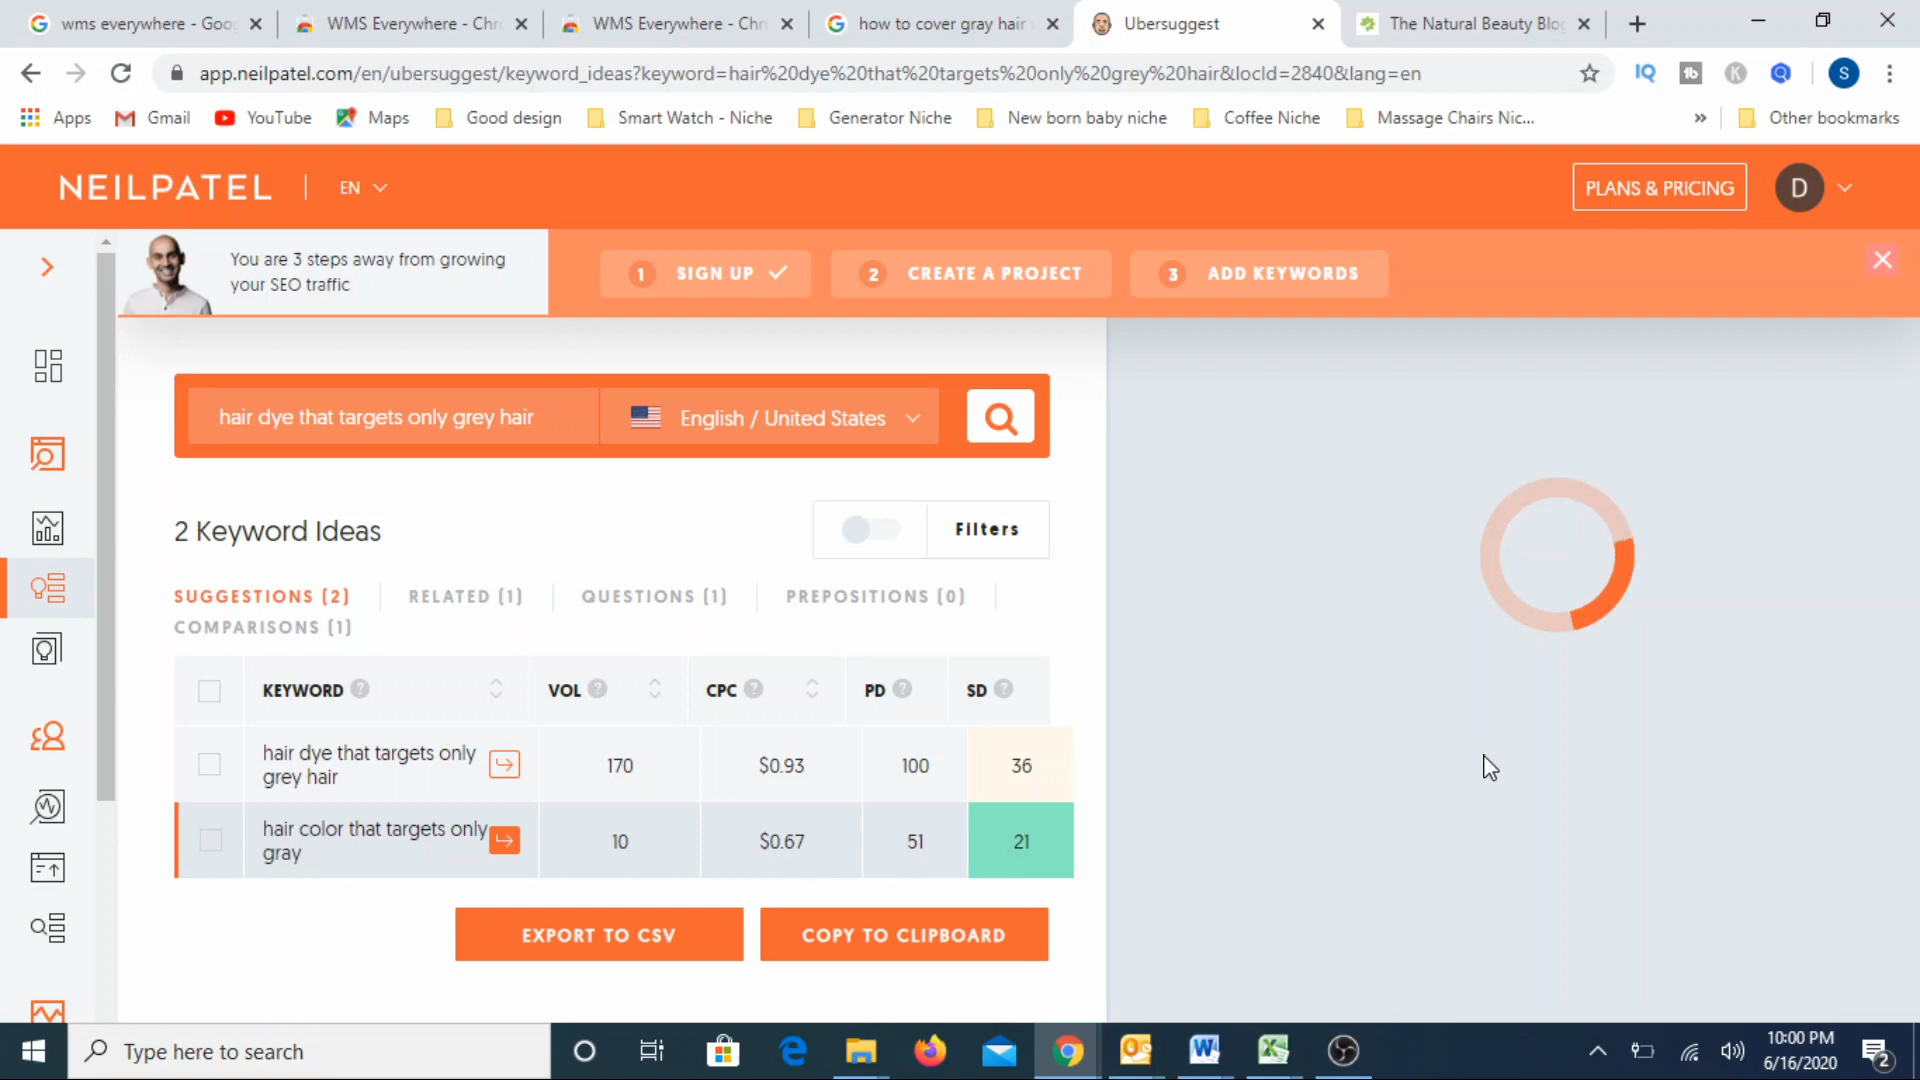 wms everywhere - Goo
WMS Everywhere - Chr
WMS Everywhere - Chr
how to cover gray hair
Ubersuggest
The Natural Beauty Blo
app.neilpatel.com/en/ubersuggest/keyword_ideas?keyword=hair%20dye%20that%20targets%20only%20grey%20hair&locId=2840&lang=en
IQ
tb
K
S
Apps
Gmail
YouTube
Maps
Good design
Smart Watch - Niche
Generator Niche
New born baby niche
Coffee Niche
Massage Chairs Nic...
»
Other bookmarks
NEILPATEL
EN
PLANS & PRICING
D
You are 3 steps away from growing
your SEO traffic
1 SIGN UP
2 CREATE A PROJECT
3 ADD KEYWORDS
hair dye that targets only grey hair
English / United States
2 Keyword Ideas
Filters
SUGGESTIONS (2)
RELATED (1)
QUESTIONS (1)
PREPOSITIONS (0)
COMPARISONS (1)
KEYWORD ?
VOL ?
CPC ?
PD ?
SD ?
hair dye that targets only
grey hair
170
$0.93
100
36
hair color that targets only
gray
10
$0.67
51
21
EXPORT TO CSV
COPY TO CLIPBOARD
Type here to search
10:00 PM
6/16/2020
2